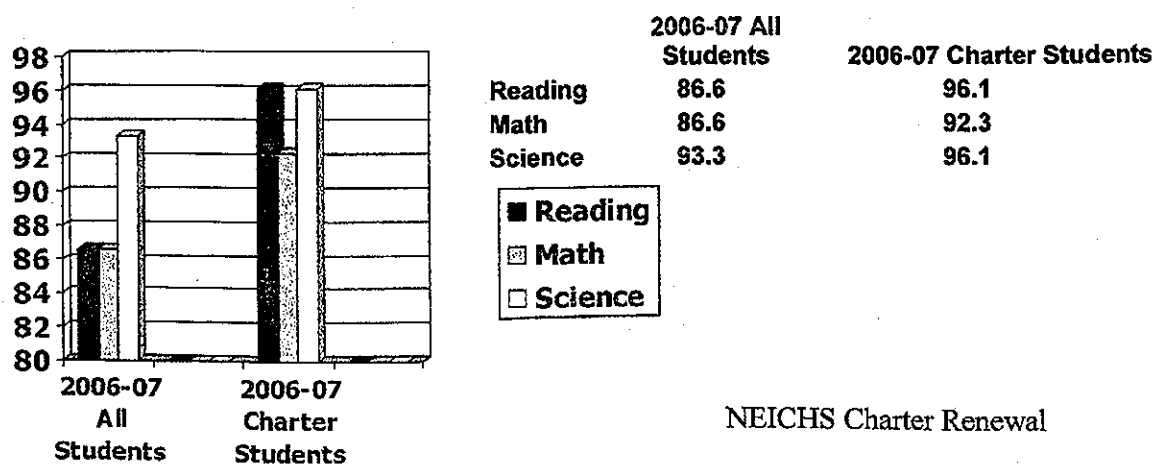 98
96
94
92
90
88
86
84
82
80
2006-07
All
Students
2006-07
Charter
Students
2006-07 All
Students 2006-07 Charter Students
Reading 86.6 96.1
Math 86.6 92.3
Science 93.3 96.1
Reading
Math
Science
NEICHS Charter Renewal